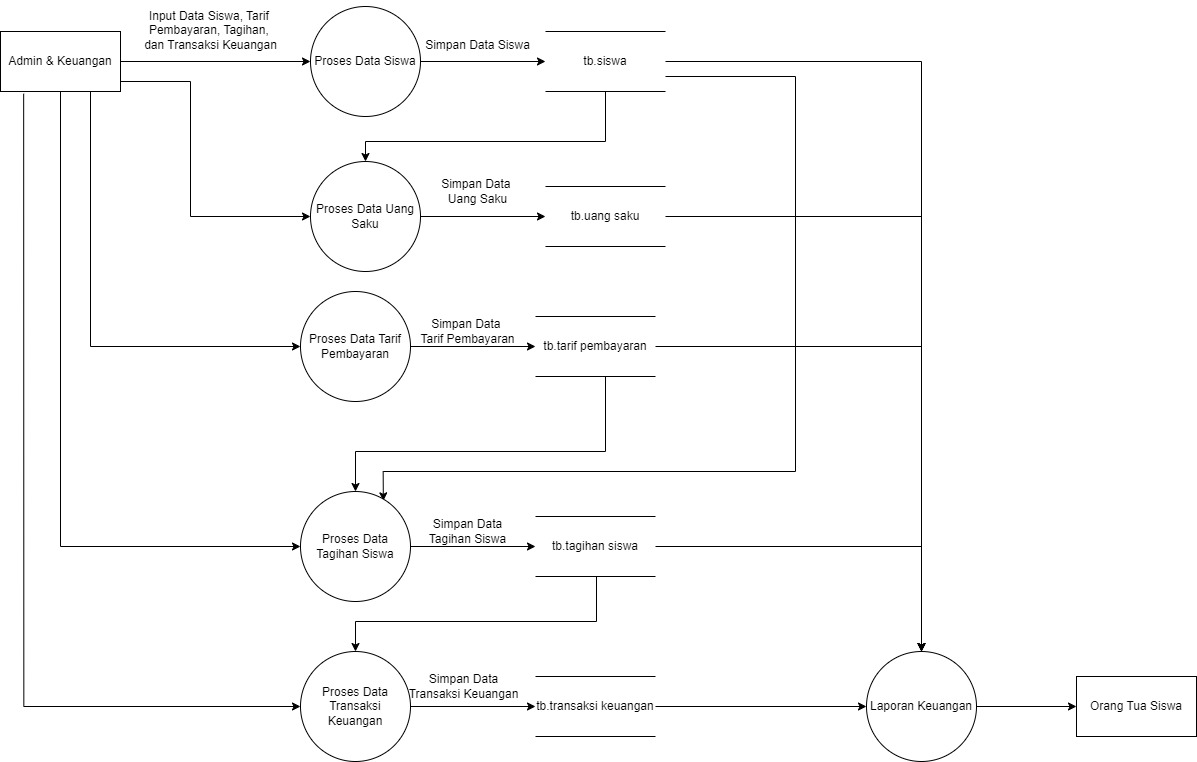 Input Data Siswa, Tarif
Pembayaran, Tagihan,
dan Transaksi Keuangan
Admin & Keuangan
Proses Data Siswa
Simpan Data Siswa
tb.siswa
Proses Data Uang
Saku
Simpan Data
Uang Saku
tb.uang saku
Proses Data Tarif
Pembayaran
Simpan Data
Tarif Pembayaran
tb.tarif pembayaran
Proses Data
Tagihan Siswa
Simpan Data
Tagihan Siswa
tb.tagihan siswa
Proses Data
Transaksi
Keuangan
Simpan Data
Transaksi Keuangan
tb.transaksi keuangan
Laporan Keuangan
Orang Tua Siswa